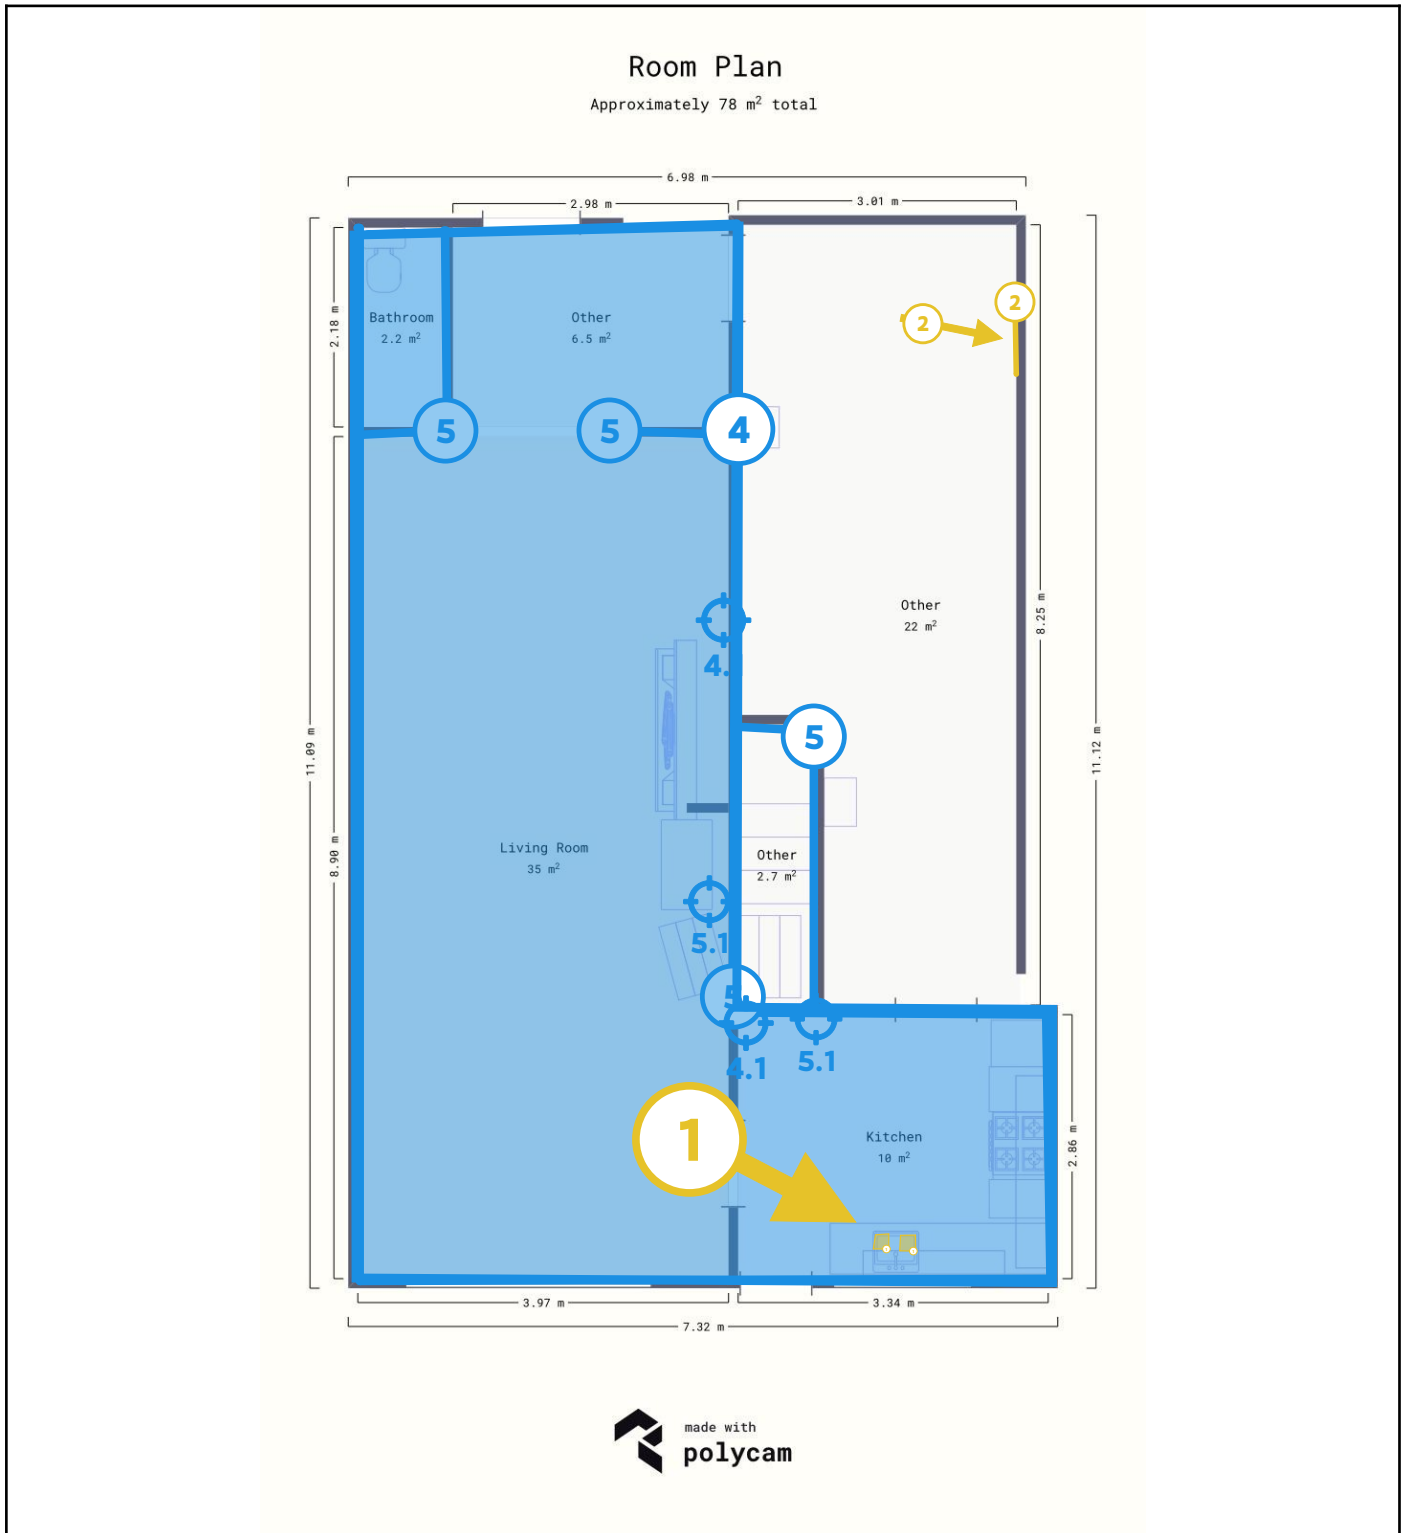 Room Plan
Approximately 78 m² total
6.98 m
2.98 m
3.01 m
2.18 m
Bathroom
2.2 m²
Other
6.5 m²
2
2
5
5
4
Other
22 m²
8.25 m
4.
5
11.09 m
11.12 m
8.90 m
Living Room
35 m²
Other
2.7 m²
5.1
5
4.1
5.1
1
Kitchen
10 m²
2.86 m
3.97 m
3.34 m
7.32 m
made with
polycam